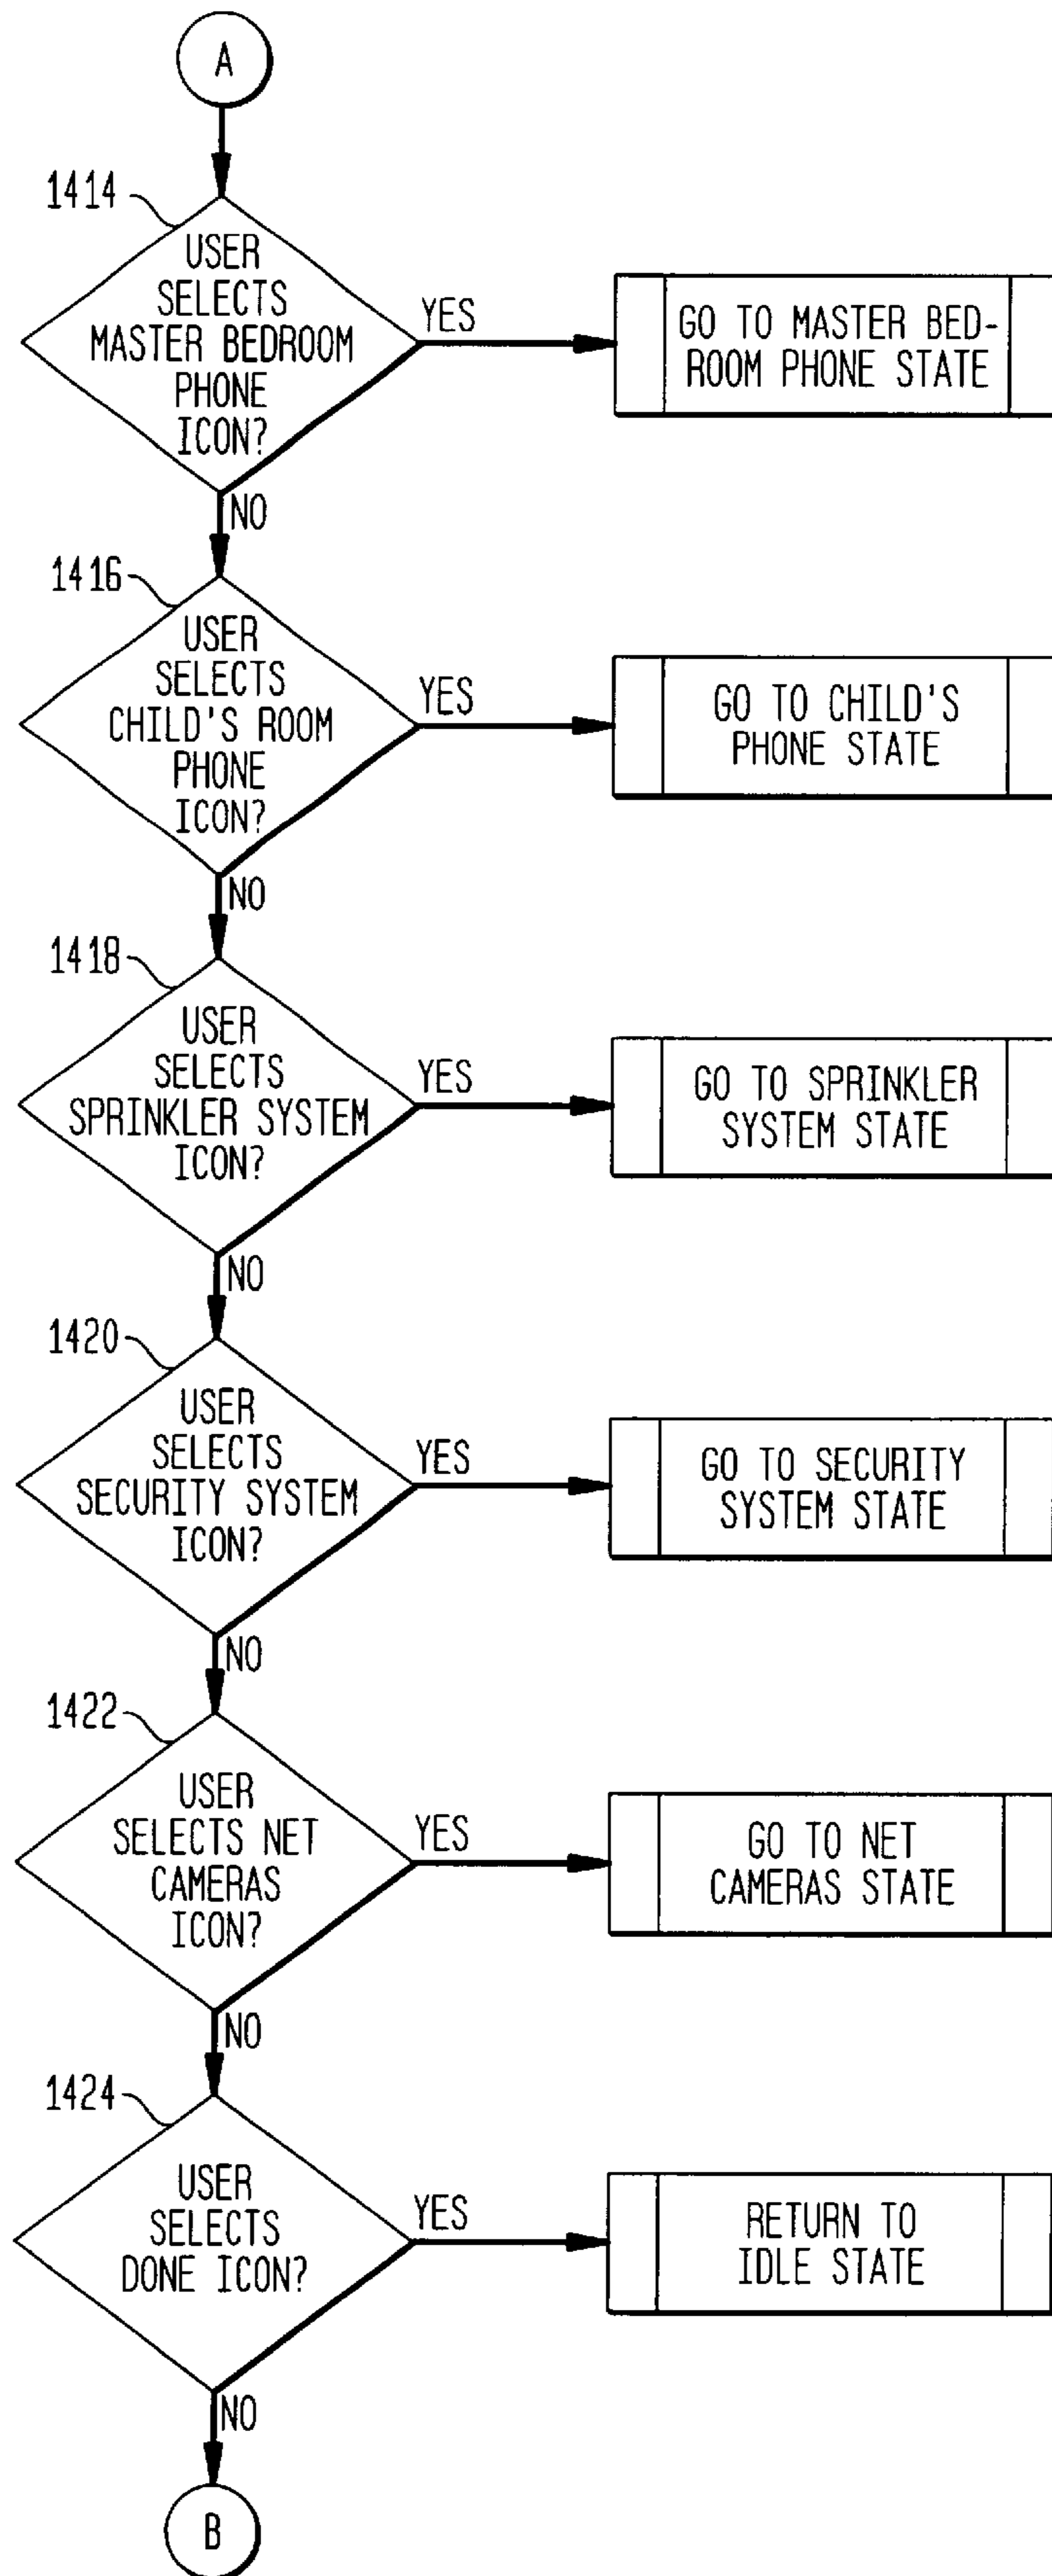 A
1414
USER
SELECTS
MASTER BEDROOM
PHONE
ICON?
YES
GO TO MASTER BED-
ROOM PHONE STATE
NO
1416
USER
SELECTS
CHILD'S ROOM
PHONE
ICON?
YES
GO TO CHILD'S
PHONE STATE
NO
1418
USER
SELECTS
SPRINKLER SYSTEM
ICON?
YES
GO TO SPRINKLER
SYSTEM STATE
NO
1420
USER
SELECTS
SECURITY SYSTEM
ICON?
YES
GO TO SECURITY
SYSTEM STATE
NO
1422
USER
SELECTS NET
CAMERAS
ICON?
YES
GO TO NET
CAMERAS STATE
NO
1424
USER
SELECTS
DONE ICON?
YES
RETURN TO
IDLE STATE
NO
B